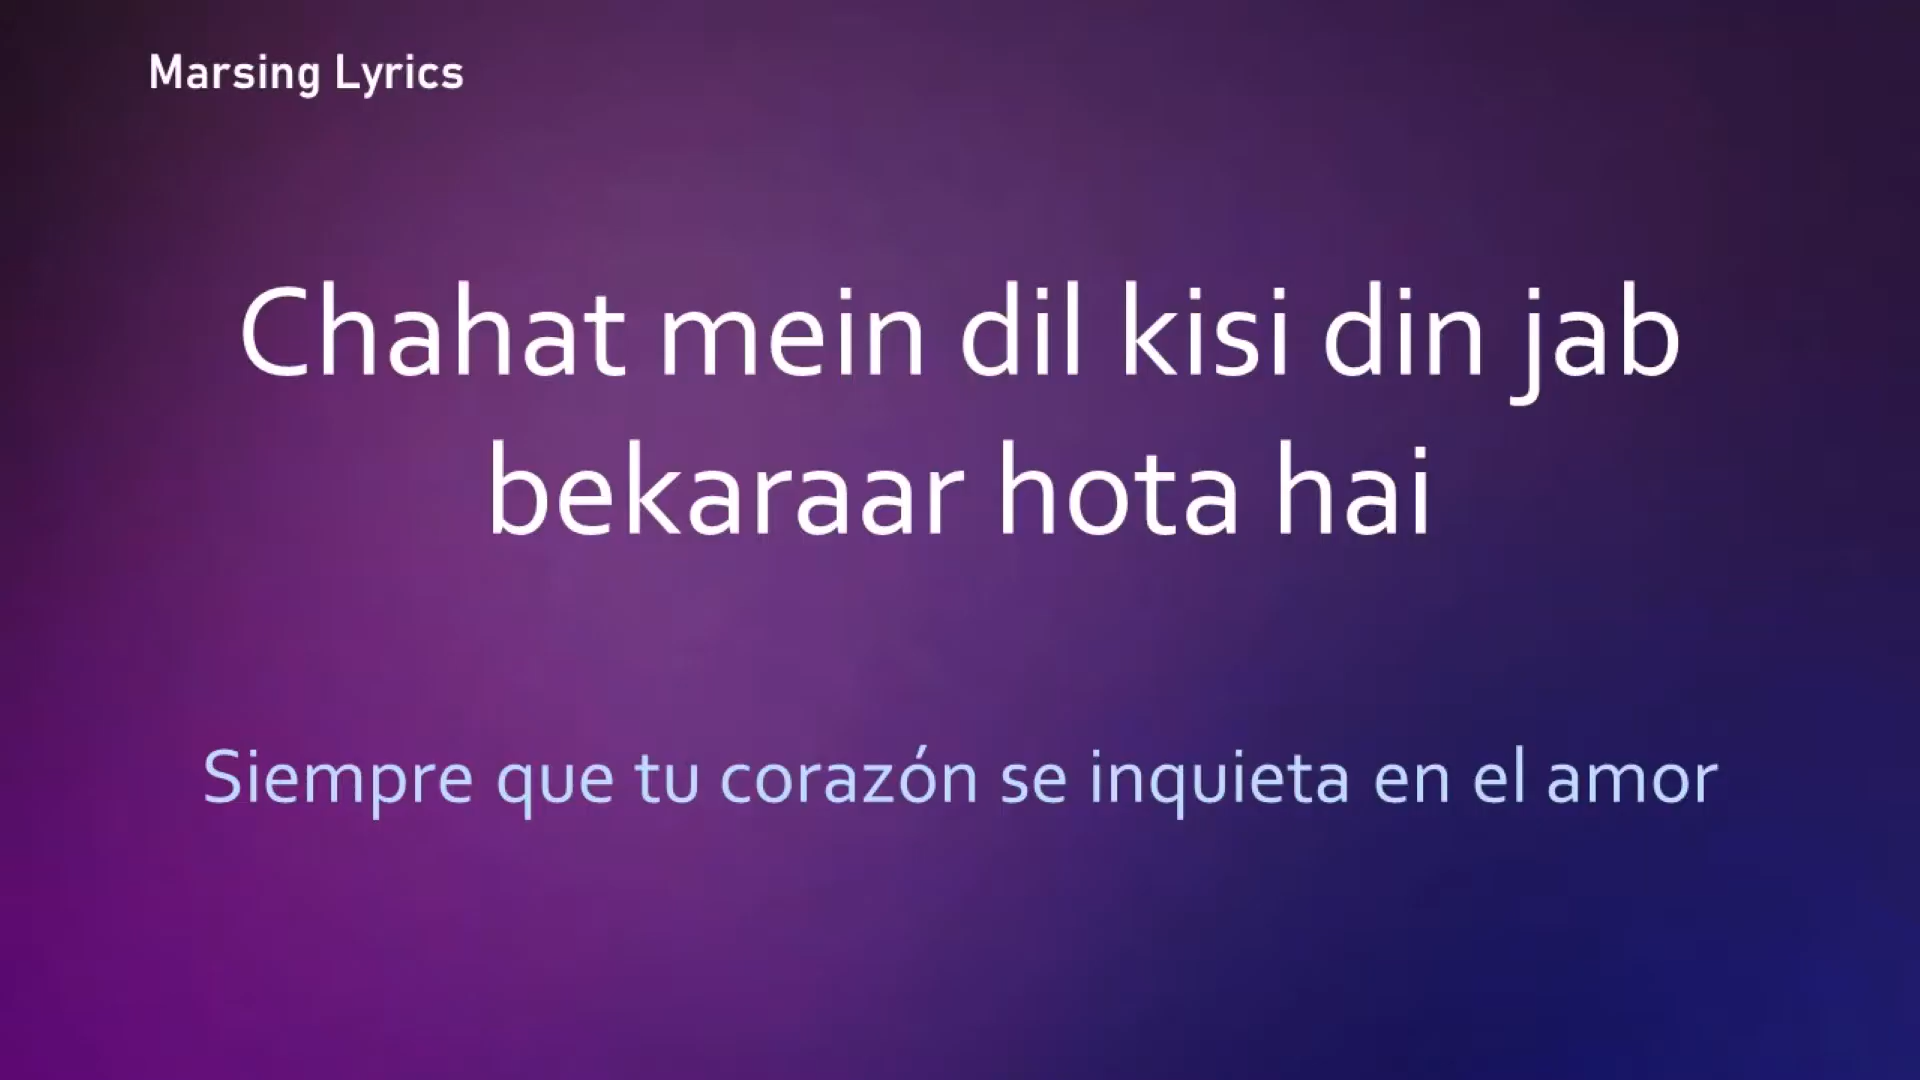 Marsing Lyrics
Chahat mein dil kisi din jab
bekaraar hota hai
Siempre que tu corazón se inquieta en el amor